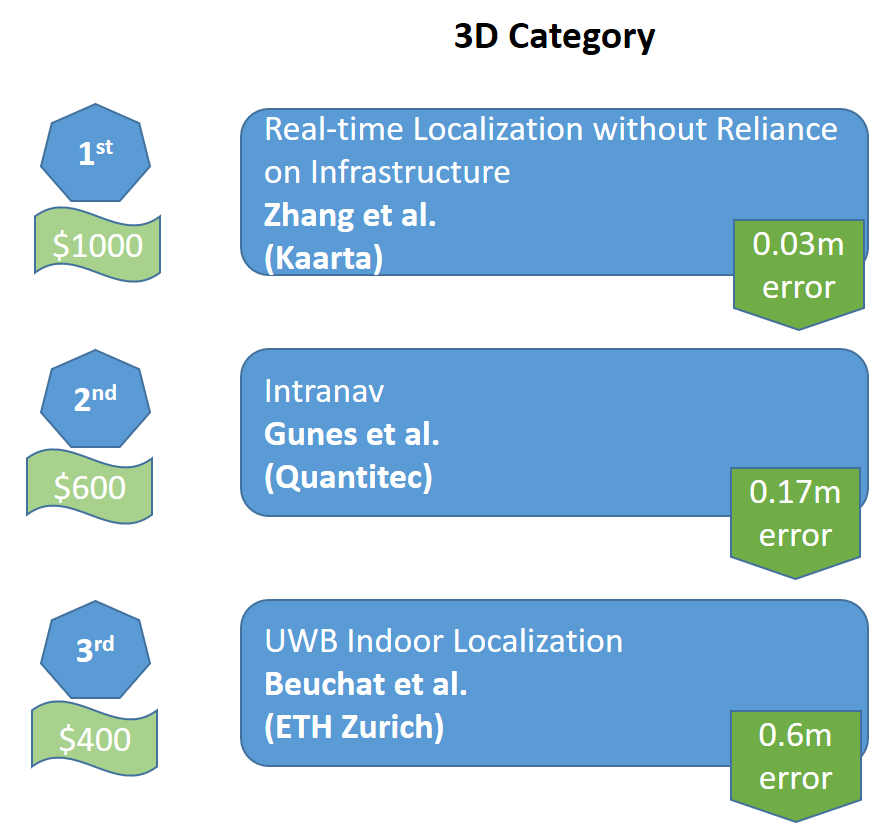 3D Category
1st
$1000
Real-time Localization without Reliance
on Infrastructure
Zhang et al.
(Kaarta)
0.03m
error
2nd
$600
Intranav
Gunes et al.
(Quantitec)
0.17m
error
3rd
$400
UWB Indoor Localization
Beuchat et al.
(ETH Zurich)
0.6m
error